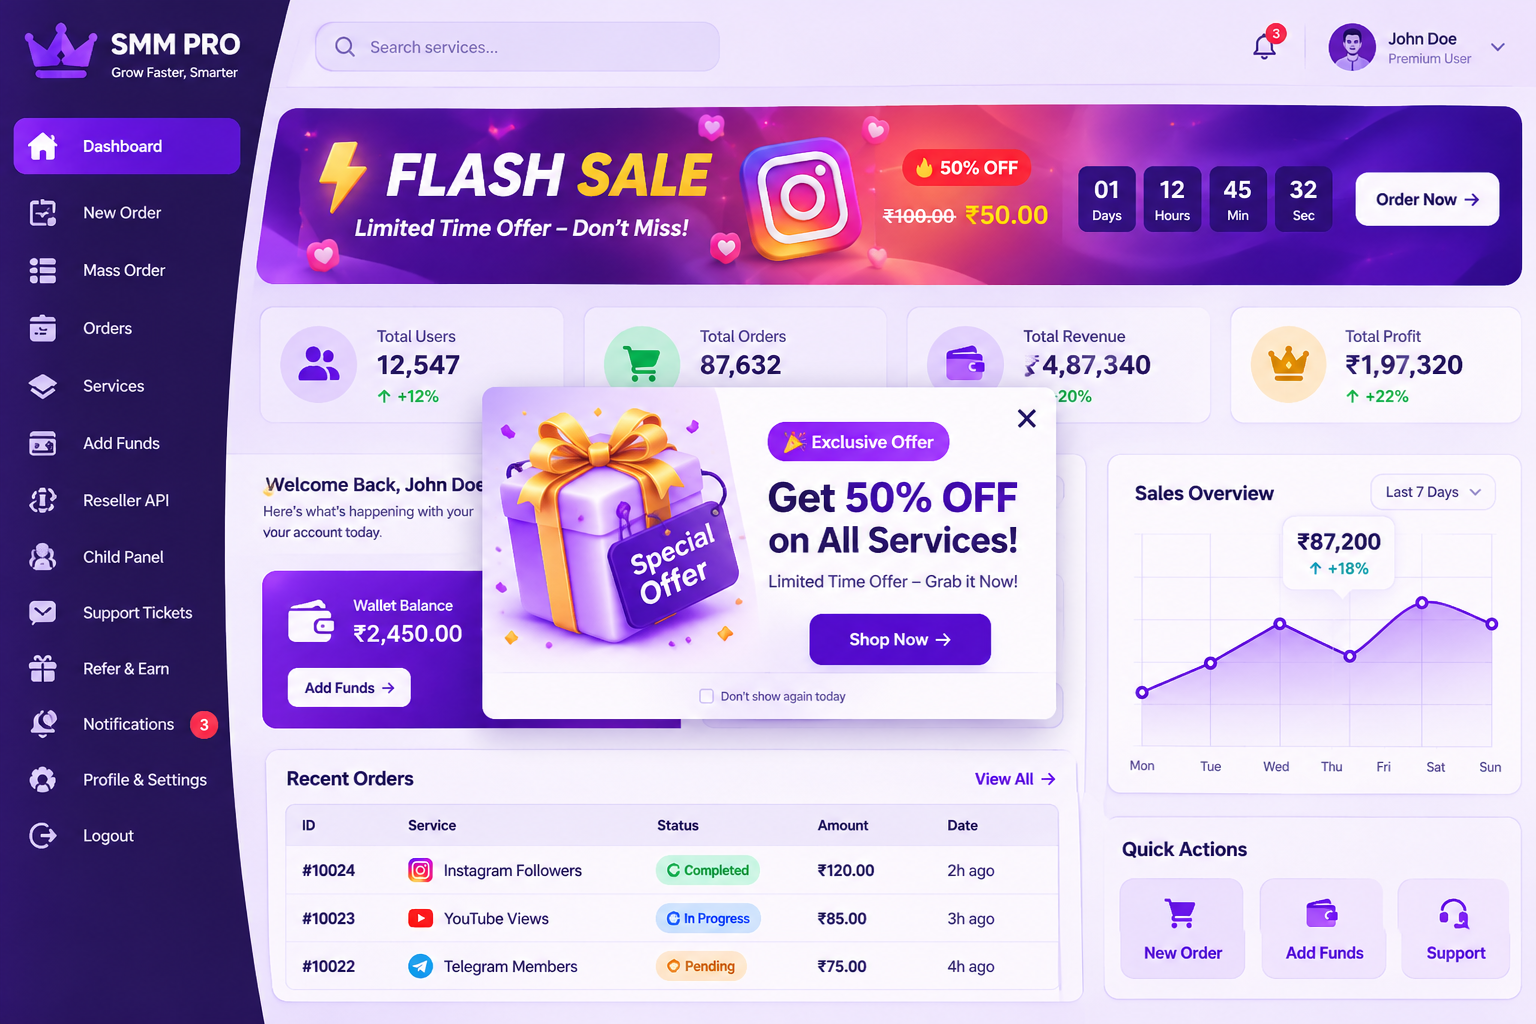 SMM PRO
Grow Faster, Smarter
Search services...
3
John Doe
Premium User
Dashboard
New Order
Mass Order
Orders
Services
Add Funds
Reseller API
Child Panel
Support Tickets
Refer & Earn
Notifications 3
Profile & Settings
Logout
FLASH SALE
Limited Time Offer – Don't Miss!
50% OFF
₹100.00 ₹50.00
01 Days
12 Hours
45 Min
32 Sec
Order Now →
Total Users
12,547
↑ +12%
Total Orders
87,632
Total Revenue
₹4,87,340
20%
Total Profit
₹1,97,320
↑ +22%
Welcome Back, John Doe
Here's what's happening with your
your account today.
Wallet Balance
₹2,450.00
Add Funds →
Special
Offer
Exclusive Offer
Get 50% OFF
on All Services!
Limited Time Offer – Grab it Now!
Shop Now →
Don't show again today
Sales Overview
Last 7 Days
₹87,200
↑ +18%
Mon Tue Wed Thu Fri Sat Sun
Recent Orders
View All →
ID Service Status Amount Date
#10024 Instagram Followers Completed ₹120.00 2h ago
#10023 YouTube Views In Progress ₹85.00 3h ago
#10022 Telegram Members Pending ₹75.00 4h ago
Quick Actions
New Order
Add Funds
Support